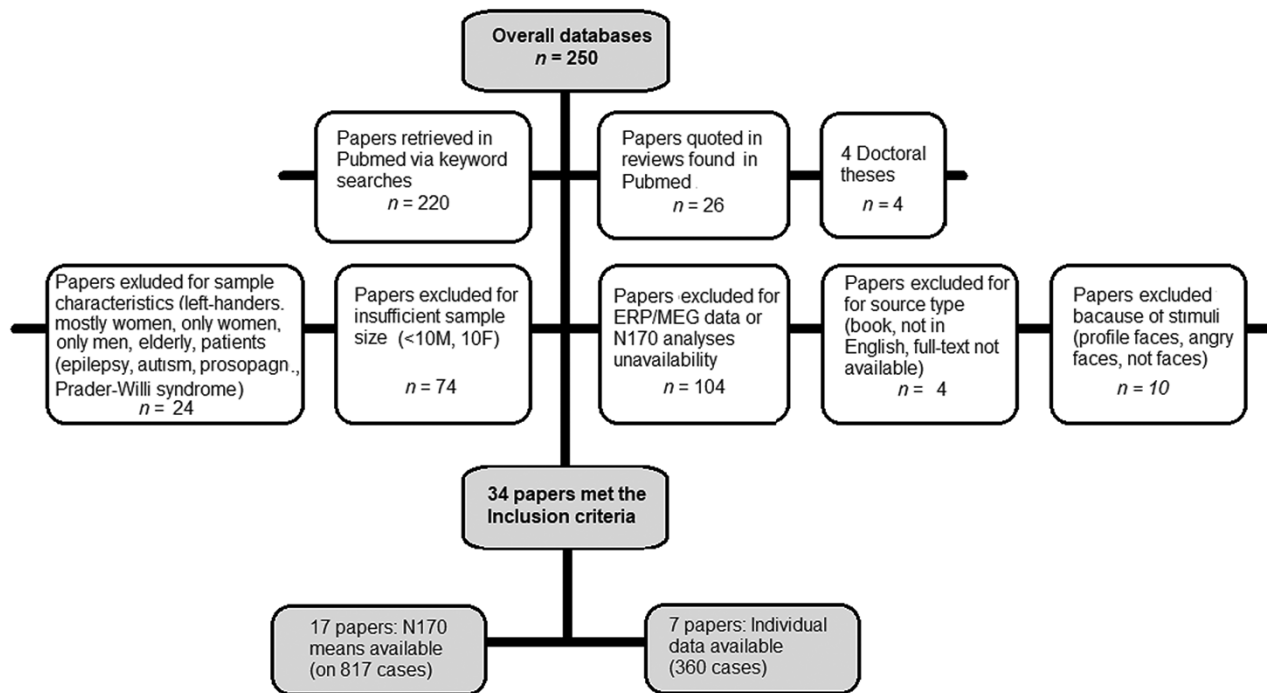 Overall databases
n = 250
Papers retrieved in
Pubmed via keyword
searches
n = 220
Papers quoted in
reviews found in
Pubmed
n = 26
4 Doctoral
theses
n = 4
Papers exluded for sample
characteristics (left-handers.
mostly women, only women,
only men, elderly, patients
(epilepsy, autism, prosopagn.,
Prader-Willi syndrome)
n = 24
Papers excluded for
insufficient sample
size (<10M, 10F)
n = 74
Papers excluded for
ERP/MEG data or
N170 analyses
unavailability
n = 104
Papers excluded for
for source type
(book, not in
English, full-text not
available)
n = 4
Papers excluded
bacause of stimuli
(profile faces, angry
faces, not faces)
n = 10
34 papers met the
Inclusion criteria
17 papers: N170
means available
(on 817 cases)
7 papers: Individual
data available
(360 cases)